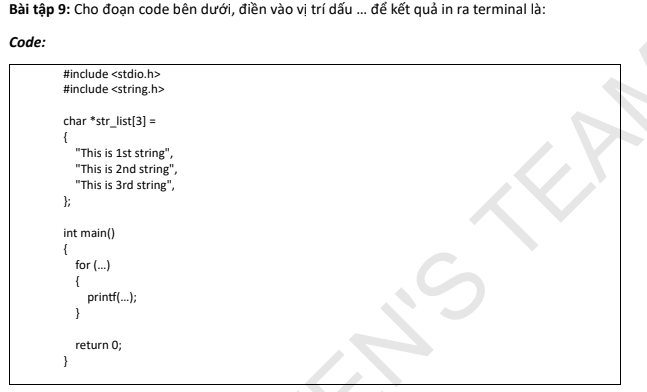 Bài tập 9: Cho đoạn code bên dưới, điền vào vị trí dấu ... để kết quả in ra terminal là:
Code:
#include <stdio.h>
#include <string.h>
char *str_list[3] =
{
"This is 1st string",
"This is 2nd string",
"This is 3rd string",
};
int main()
{
for (...)
{
printf(...);
}
return 0;
}
EN'S TEAM